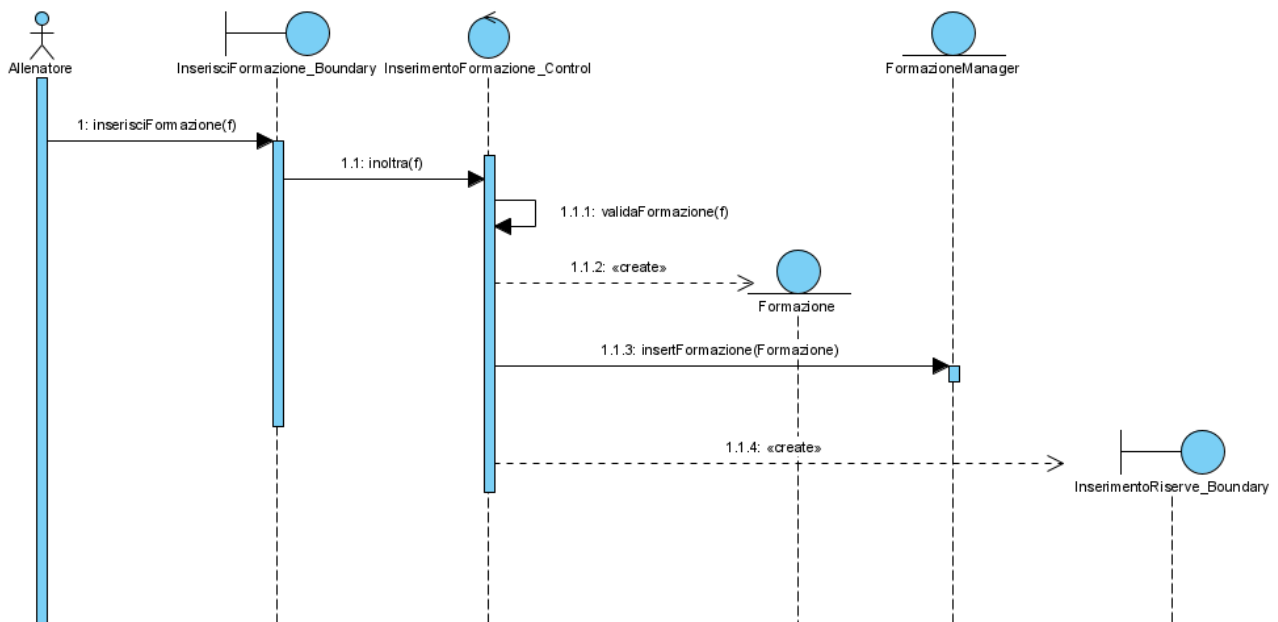 Allenatore
InserisciFormazione_Boundary
InserimentoFormazione_Control
FormazioneManager
1: inserisciFormazione(f)
1.1: inoltra(f)
1.1.1: validaFormazione(f)
1.1.2: «create»
Formazione
1.1.3: insertFormazione(Formazione)
1.1.4: «create»
InserimentoRiserve_Boundary